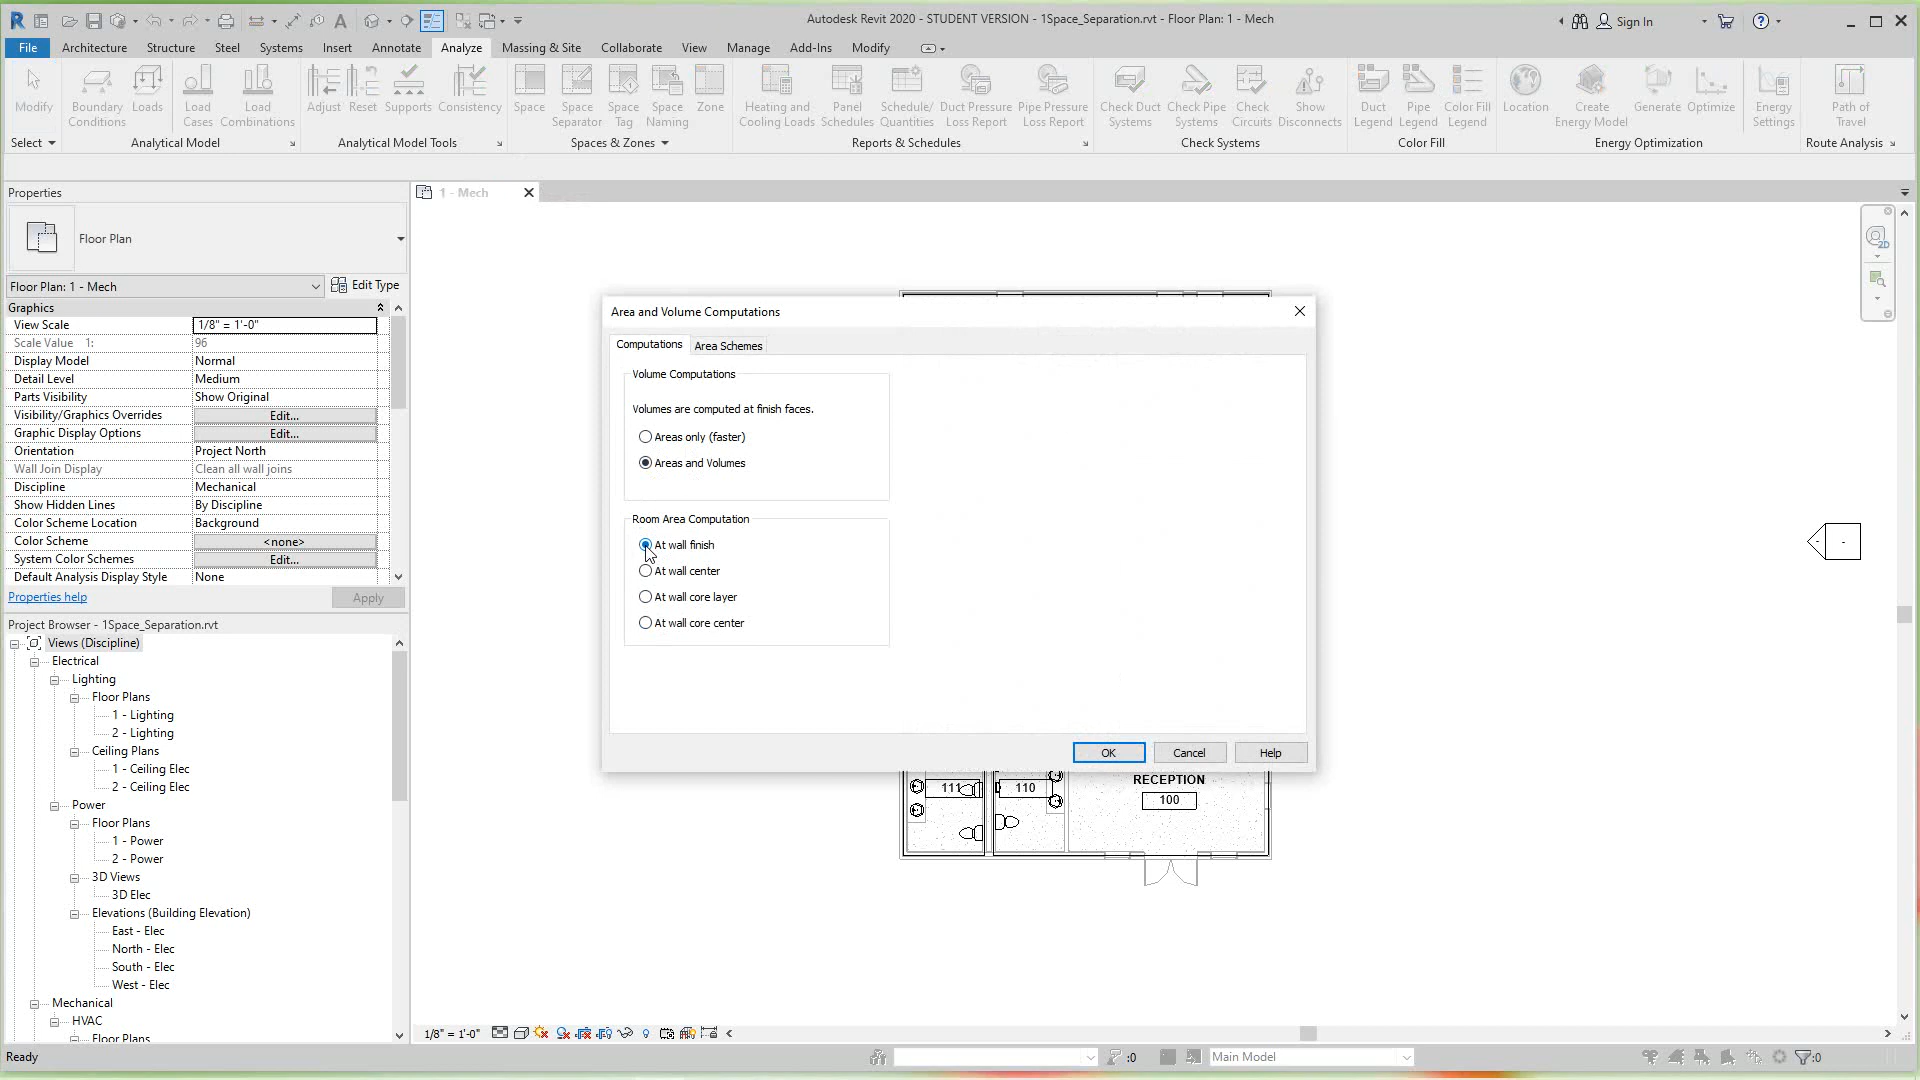 Autodesk Revit 2020 - STUDENT VERSION - 1Space_Separation.rvt - Floor Plan: 1 - Mech
Sign In
File Architecture Structure Steel Systems Insert Annotate Analyze Massing & Site Collaborate View Manage Add-Ins Modify
Modify
Boundary Conditions
Loads
Load Cases
Load Combinations
Adjust
Reset
Supports
Consistency
Space
Space Separator
Space Tag
Space Naming
Zone
Heating and Cooling Loads
Panel Schedules
Schedule/ Quantities
Duct Pressure Loss Report
Pipe Pressure Loss Report
Check Duct Systems
Check Pipe Systems
Check Circuits
Show Disconnects
Duct Legend
Pipe Legend
Color Fill Legend
Location
Create Energy Model
Generate
Optimize
Energy Settings
Path of Travel
Select
Analytical Model
Analytical Model Tools
Spaces & Zones
Reports & Schedules
Check Systems
Color Fill
Energy Optimization
Route Analysis
Properties
1 - Mech
Floor Plan
Floor Plan: 1 - Mech
Edit Type
Graphics
View Scale 1/8" = 1'-0"
Scale Value 1: 96
Display Model Normal
Detail Level Medium
Parts Visibility Show Original
Visibility/Graphics Overrides Edit...
Graphic Display Options Edit...
Orientation Project North
Wall Join Display Clean all wall joins
Discipline Mechanical
Show Hidden Lines By Discipline
Color Scheme Location Background
Color Scheme <none>
System Color Schemes Edit...
Default Analysis Display Style None
Properties help
Apply
Project Browser - 1Space_Separation.rvt
Views (Discipline)
Electrical
Lighting
Floor Plans
1 - Lighting
2 - Lighting
Ceiling Plans
1 - Ceiling Elec
2 - Ceiling Elec
Power
Floor Plans
1 - Power
2 - Power
3D Views
3D Elec
Elevations (Building Elevation)
East - Elec
North - Elec
South - Elec
West - Elec
Mechanical
HVAC
Floor Plans
Area and Volume Computations
Computations
Area Schemes
Volume Computations
Volumes are computed at finish faces.
Areas only (faster)
Areas and Volumes
Room Area Computation
At wall finish
At wall center
At wall core layer
At wall core center
OK
Cancel
Help
111
110
RECEPTION
100
2D
1/8" = 1'-0"
Ready
:0
Main Model
:0